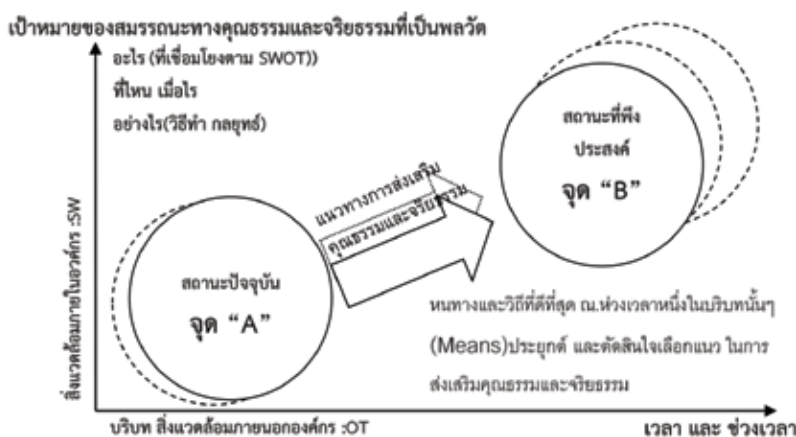 เป้าหมายของสมรรถนะทางคุณธรรมและจริยธรรมที่เป็นพลวัด
อะไร (ที่เชื่อมโยงตาม SWOT))
ที่ไหน เมื่อไร
อย่างไร(วิธีทำ กลยุทธ์)
สถานะที่พึง
ประสงค์
จุด “B”
แนวทางการส่งเสริม
คุณธรรมและจริยธรรม
สถานะปัจจุบัน
จุด “A”
หนทางและวิถีที่ดีที่สุด ณ.ห่วงเวลาหนึ่งในบริบทนั้นๆ
(Means)ประยุกต์ และตัดสินใจเลือกแนว ในการ
ส่งเสริมคุณธรรมและจริยธรรม
สิ่งแวดล้อมภายในองค์กร :SW
บริบท สิ่งแวดล้อมภายนอกองค์กร :OT
เวลา และ ช่วงเวลา